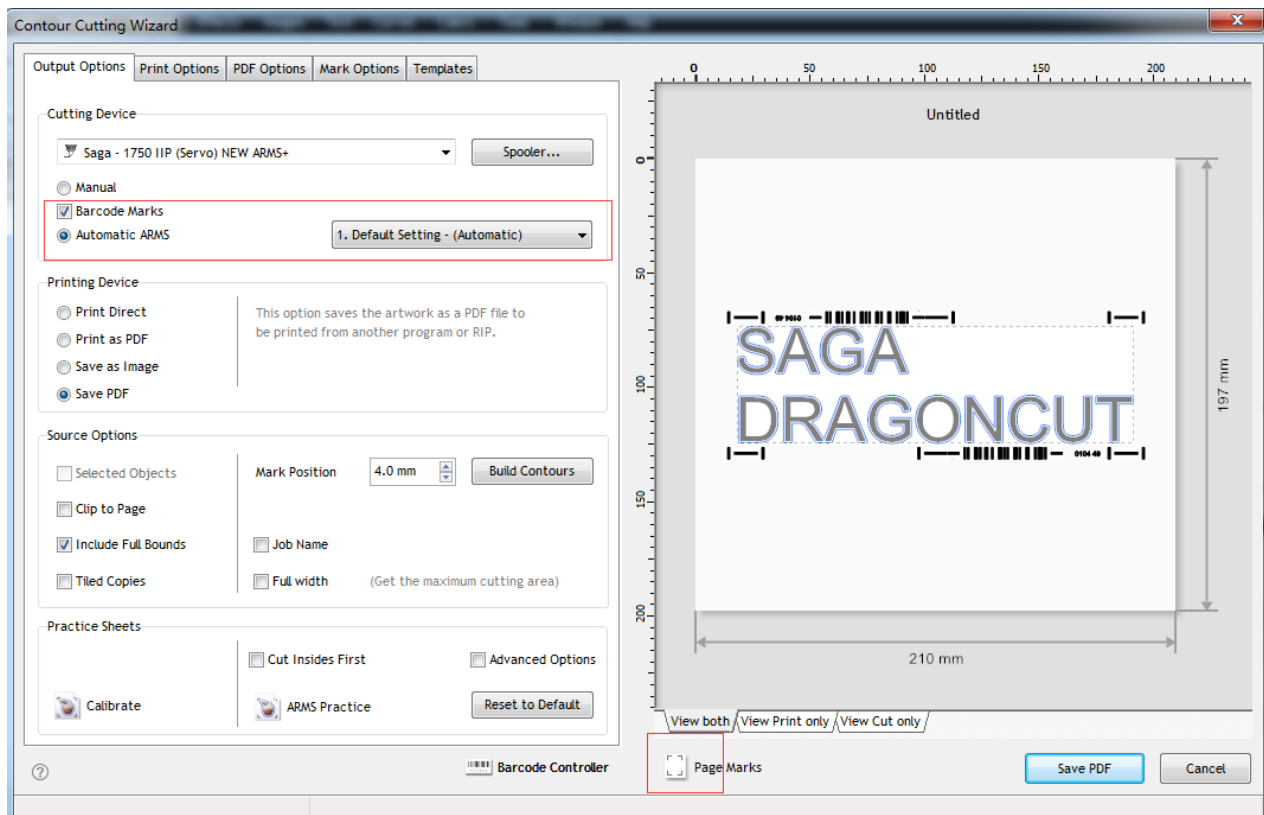 Contour Cutting Wizard
Output Options
Print Options
PDF Options
Mark Options
Templates
Cutting Device
Saga - 1750 IIP (Servo) NEW ARMS+
Spooler...
Manual
Barcode Marks
Automatic ARMS
1. Default Setting - (Automatic)
Printing Device
Print Direct
Print as PDF
Save as Image
Save PDF
This option saves the artwork as a PDF file to
be printed from another program or RIP.
Source Options
Selected Objects
Mark Position
4.0 mm
Build Contours
Clip to Page
Include Full Bounds
Job Name
Tiled Copies
Full width
(Get the maximum cutting area)
Practice Sheets
Cut Insides First
Advanced Options
Calibrate
ARMS Practice
Reset to Default
Barcode Controller
0 50 100 150 200
Untitled
0
50
100
150
200
0104 49
SAGA
DRAGONCUT
0104 49
197 mm
210 mm
View both
View Print only
View Cut only
Page Marks
Save PDF
Cancel